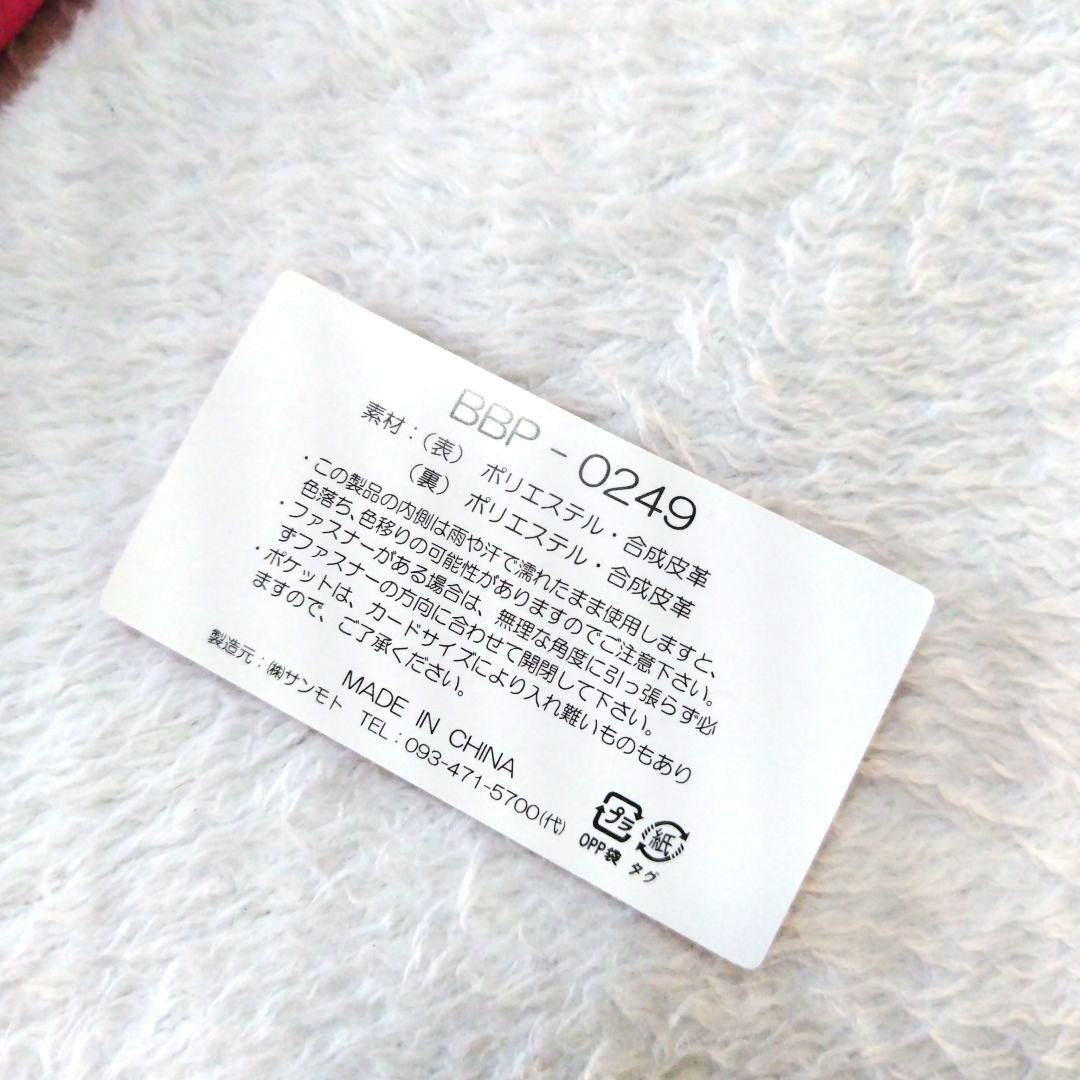 BBP - 0249
素材：（表） ポリエステル・合成皮革
（裏） ポリエステル・合成皮革
・この製品の内側は雨や汗で濡れたまま使用しますと、
色落ち、色移りの可能性がありますのでご注意下さい。
・ファスナーがある場合は、無理な角度に引っ張らず必
ずファスナーの方向に合わせて開閉して下さい。
・ポケットは、カードサイズにより入れ難いものもあり
ますので、ご了承ください。
MADE IN CHINA
製造元：㈱サンモト TEL：093-471-5700(代)
プラ 紙
OPP袋 タグ